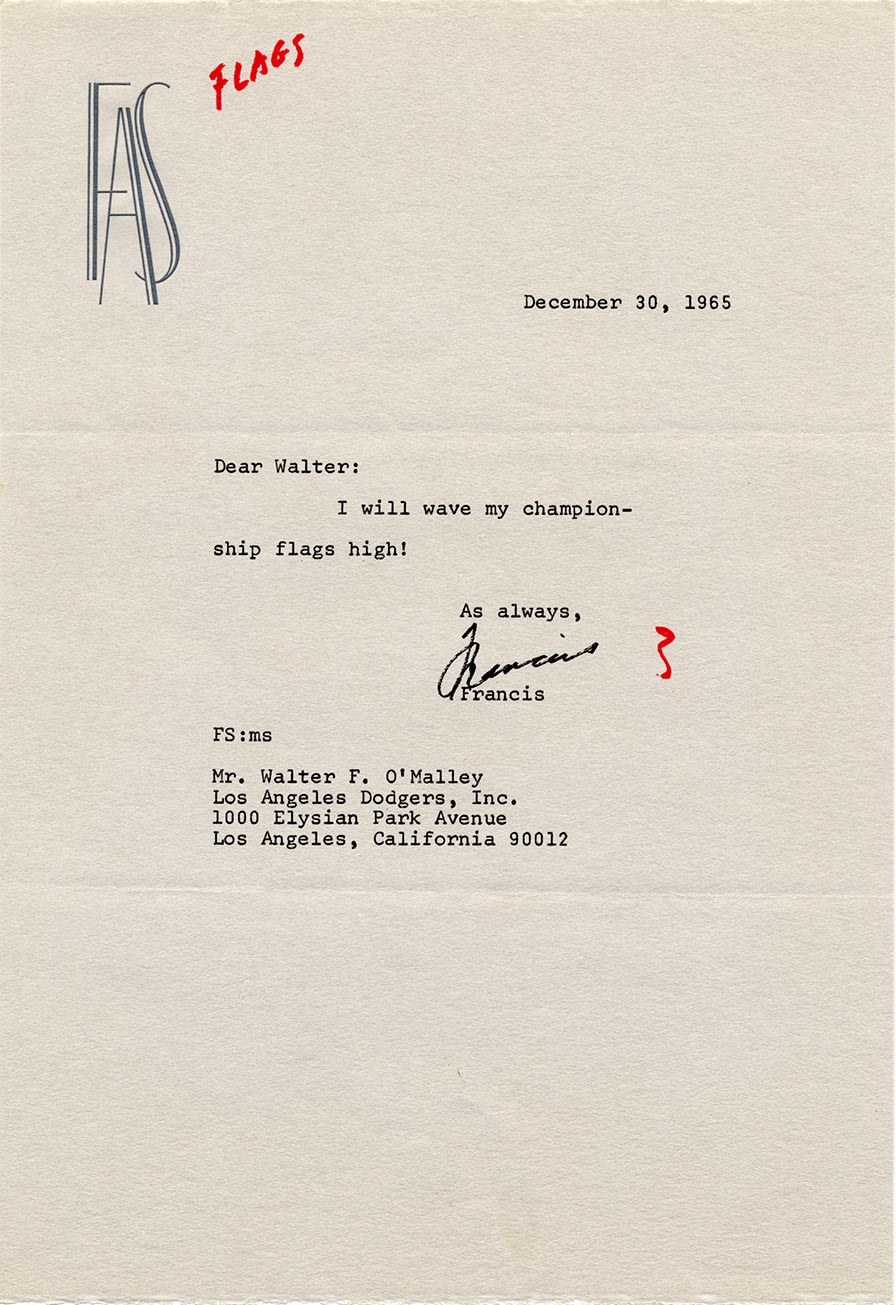 FLAGS
FAS
December 30, 1965
Dear Walter:
I will wave my champion-
ship flags high!
As always,
Francis
Francis
FS:ms
Mr. Walter F. O'Malley
Los Angeles Dodgers, Inc.
1000 Elysian Park Avenue
Los Angeles, California 90012